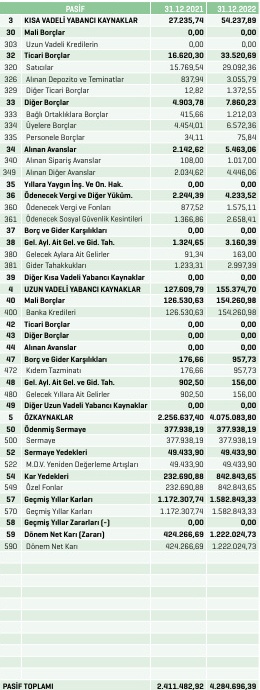 PASİF 31.12.2021 31.12.2022
3 KISA VADELİ YABANCI KAYNAKLAR 27.235,74 54.237,89
30 Mali Borçlar 0,00 0,00
303 Uzun Vadeli Kredilerin 0,00 0,00
32 Ticari Borçlar 16.620,30 33.520,69
320 Satıcılar 15.769,54 29.092,36
326 Alınan Depozito ve Teminatlar 837,94 3.055,79
329 Diğer Ticari Borçlar 12,82 1.372,55
33 Diğer Borçlar 4.903,78 7.860,23
333 Bağlı Ortaklıklara Borçlar 415,66 1.212,03
334 Üyelere Borçlar 4.454,01 6.572,36
335 Personele Borçlar 34,11 75,84
34 Alınan Avanslar 2.142,62 5.463,06
340 Alınan Sipariş Avanslar 108,00 1.017,00
349 Alınan Diğer Avanslar 2.034,62 4.446,06
35 Yıllara Yaygın İnş. Ve On. Hak. 0,00 0,00
36 Ödenecek Vergi ve Diğer Yüküm. 2.244,39 4.233,52
360 Ödenecek Vergi ve Fonları 877,52 1.575,11
361 Ödenecek Sosyal Güvenlik Kesintileri 1.366,86 2.658,41
37 Borç ve Gider Karşılıkları 0,00 0,00
38 Gel. Ayl. Ait Gel. ve Gid. Tah. 1.324,65 3.160,39
380 Gelecek Aylara Ait Gelirler 91,34 163,00
381 Gider Tahakkukları 1.233,31 2.997,39
39 Diğer Kısa Vadeli Yabancı Kaynaklar 0,00 0,00
4 UZUN VADELİ YABANCI KAYNAKLAR 127.609,79 155.374,70
40 Mali Borçlar 126.530,63 154.260,98
400 Banka Kredileri 126.530,63 154.260,98
42 Ticari Borçlar 0,00 0,00
43 Diğer Borçlar 0,00 0,00
44 Alınan Avanslar 0,00 0,00
47 Borç ve Gider Karşılıkları 176,66 957,73
472 Kıdem Tazminatı 176,66 957,73
48 Gel. Ayl. Ait Gel. ve Gid. Tah. 902,50 156,00
480 Gelecek Yıllara Ait Gelirler 902,50 156,00
49 Diğer Uzun Vadeli Yabancı Kaynaklar 0,00 0,00
5 ÖZKAYNAKLAR 2.256.637,40 4.075.083,80
50 Ödenmiş Sermaye 377.938,19 377.938,19
500 Sermaye 377.938,19 377.938,19
52 Sermaye Yedekleri 49.433,90 49.433,90
522 M.D.V. Yeniden Değerleme Artışları 49.433,90 49.433,90
54 Kar Yedekleri 232.690,88 842.843,65
549 Özel Fonlar 232.690,88 842.843,65
57 Geçmiş Yıllar Karları 1.172.307,74 1.582.843,33
570 Geçmiş Yıllar Karları 1.172.307,74 1.582.843,33
58 Geçmiş Yıllar Zararları (-) 0,00 0,00
59 Dönem Net Karı (Zararı) 424.266,69 1.222.024,73
590 Dönem Net Karı 424.266,69 1.222.024,73
PASİF TOPLAMI 2.411.482,92 4.284.696,39